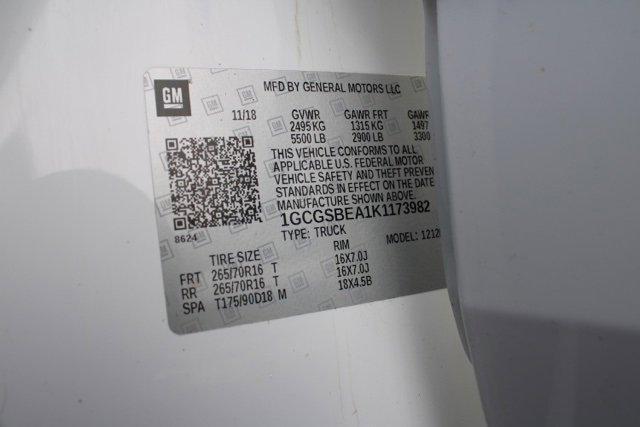 GM
MFD BY GENERAL MOTORS LLC
11/18 GVWR GAWR FRT GAWR
2495 KG 1315 KG 1497
5500 LB 2900 LB 3300
THIS VEHICLE CONFORMS TO ALL
APPLICABLE U.S. FEDERAL MOTOR
VEHICLE SAFETY AND THEFT PREVEN
STANDARDS IN EFFECT ON THE DATE
MANUFACTURE SHOWN ABOVE.
8624
1GCGSBEA1K1173982
TYPE: TRUCK MODEL: 1212
TIRE SIZE RIM
FRT 265/70R16 T 16X7.0J
RR 265/70R16 T 16X7.0J
SPA T175/90D18 M 18X4.5B